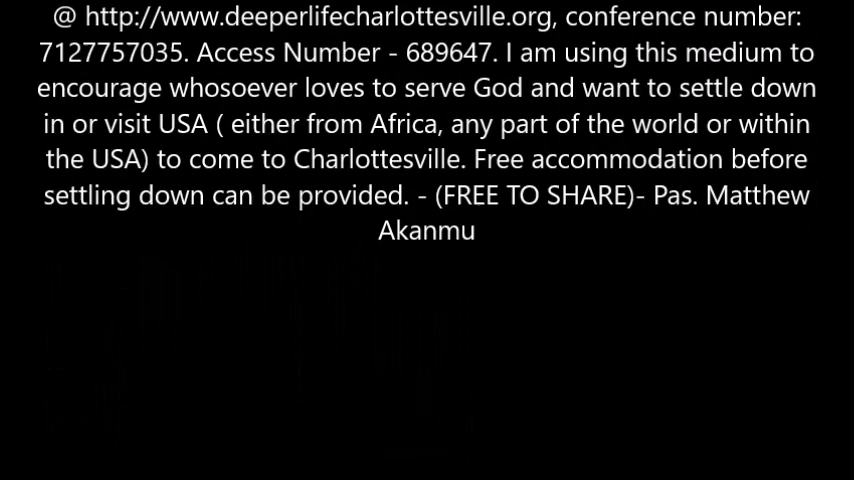 @ http://www.deeperlifecharlottesville.org, conference number:
7127757035. Access Number - 689647. I am using this medium to
encourage whosoever loves to serve God and want to settle down
in or visit USA ( either from Africa, any part of the world or within
the USA) to come to Charlottesville. Free accommodation before
settling down can be provided. - (FREE TO SHARE)- Pas. Matthew
Akanmu